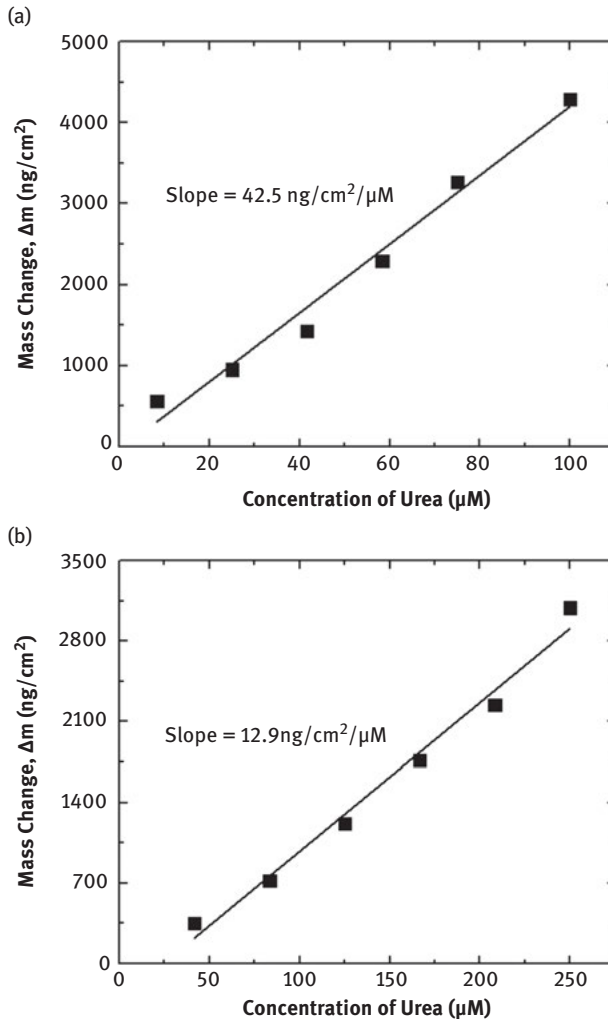 (a)
5000
4000
3000
2000
1000
0
Mass Change, Δm (ng/cm²)
Slope = 42.5 ng/cm²/μM
0 20 40 60 80 100
Concentration of Urea (μM)
(b)
3500
2800
2100
1400
700
0
Mass Change, Δm (ng/cm²)
Slope = 12.9ng/cm²/μM
0 50 100 150 200 250
Concentration of Urea (μM)